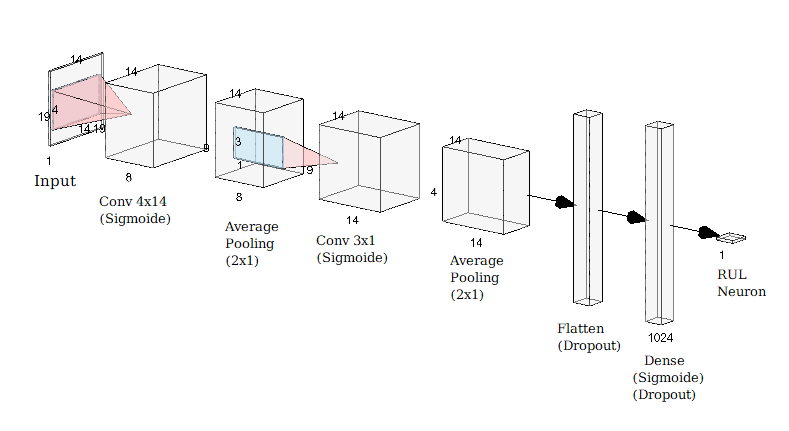 14
19
4
14.19
1
Input
14
9
8
Conv 4x14
(Sigmoide)
14
3
1
9
8
Average
Pooling
(2x1)
14
14
Conv 3x1
(Sigmoide)
14
4
14
Average
Pooling
(2x1)
Flatten
(Dropout)
1024
Dense
(Sigmoide)
(Dropout)
1
RUL
Neuron